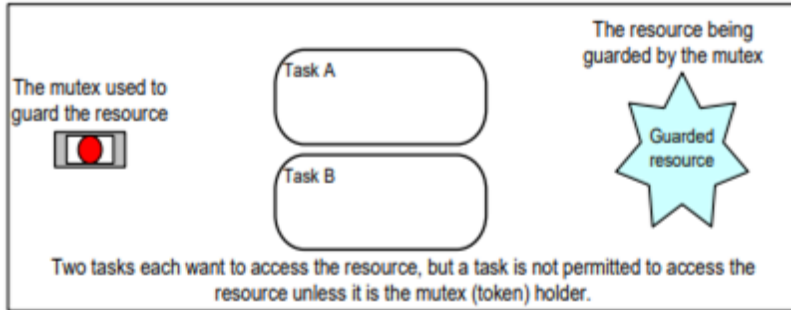 The mutex used to
guard the resource
Task A
Task B
The resource being
guarded by the mutex
Guarded
resource
Two tasks each want to access the resource, but a task is not permitted to access the
resource unless it is the mutex (token) holder.